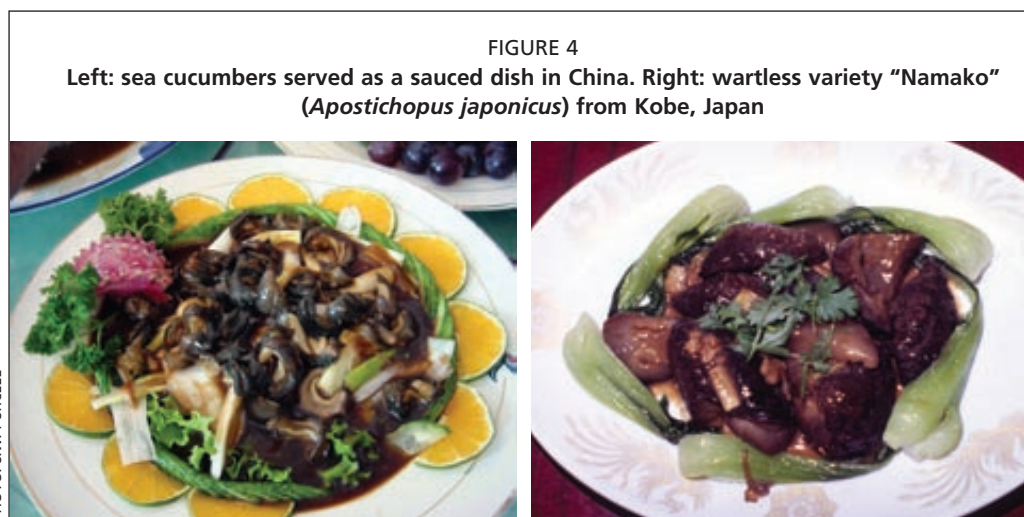 FIGURE 4
Left: sea cucumbers served as a sauced dish in China. Right: wartless variety “Namako”
(Apostichopus japonicus) from Kobe, Japan